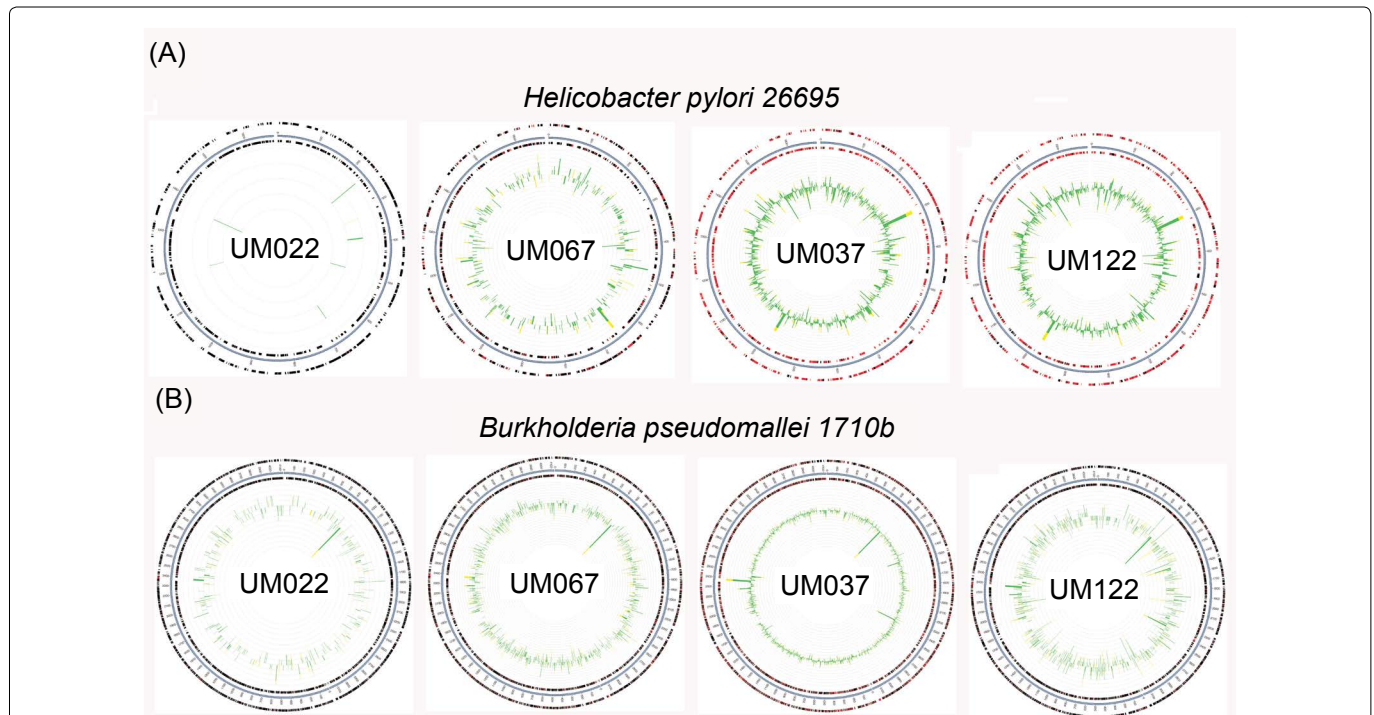 (A)
Helicobacter pylori 26695
UM022 UM067 UM037 UM122
(B)
Burkholderia pseudomallei 1710b
UM022 UM067 UM037 UM122